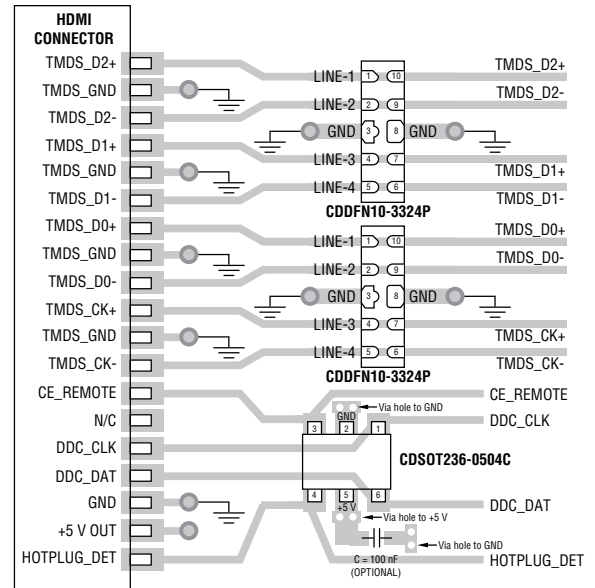 HDMI
CONNECTOR
TMDS_D2+
TMDS_GND
TMDS_D2-
TMDS_D1+
TMDS_GND
TMDS_D1-
TMDS_D0+
TMDS_GND
TMDS_D0-
TMDS_CK+
TMDS_GND
TMDS_CK-
CE_REMOTE
N/C
DDC_CLK
DDC_DAT
GND
+5 V OUT
HOTPLUG_DET
LINE-1 1 10 TMDS_D2+
LINE-2 2 9 TMDS_D2-
GND 3 8 GND
LINE-3 4 7 TMDS_D1+
LINE-4 5 6 TMDS_D1-
CDDFN10-3324P
LINE-1 1 10 TMDS_D0+
LINE-2 2 9 TMDS_D0-
GND 3 8 GND
LINE-3 4 7 TMDS_CK+
LINE-4 5 6 TMDS_CK-
CDDFN10-3324P
CE_REMOTE
Via hole to GND
GND
DDC_CLK
3 2 1
CDSOT236-0504C
4 5 6
+5 V
DDC_DAT
Via hole to +5 V
Via hole to GND
C = 100 nF
(OPTIONAL)
HOTPLUG_DET